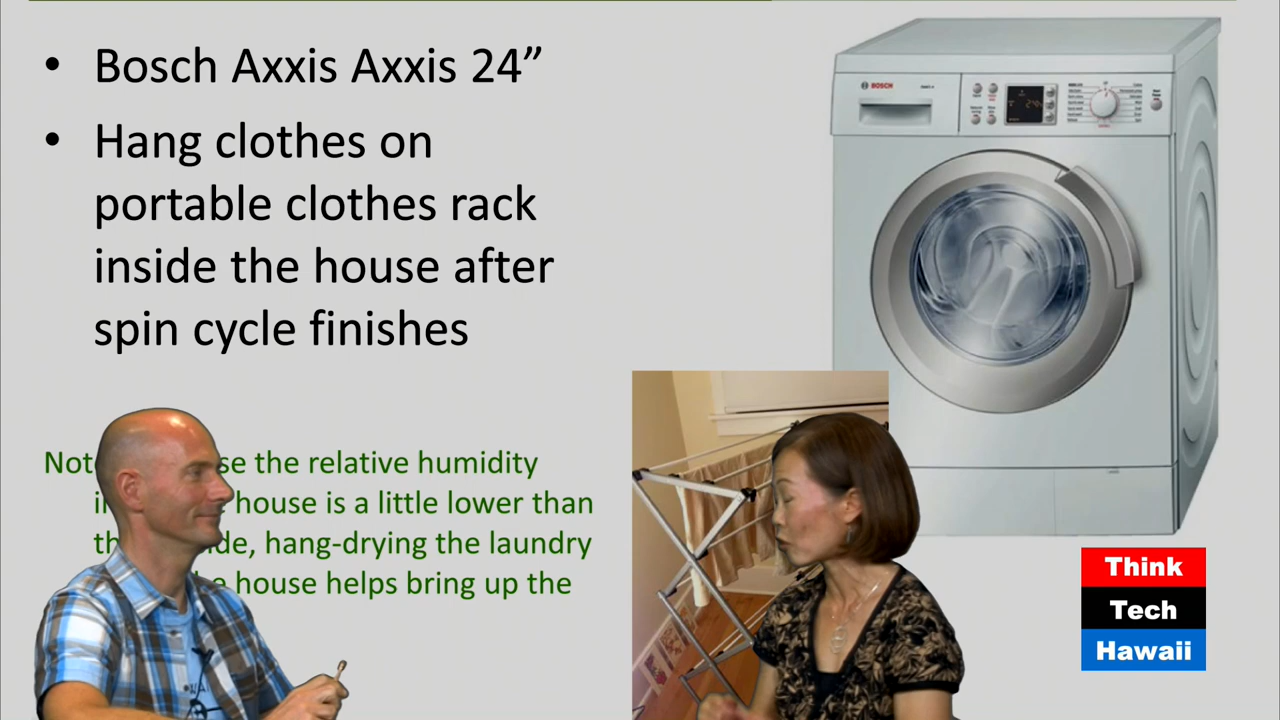 • Bosch Axxis Axxis 24”
• Hang clothes on
portable clothes rack
inside the house after
spin cycle finishes
BOSCH
the relative humidity
house is a little lower than
hang-drying the laundry
house helps bring up the
Think
Tech
Hawaii